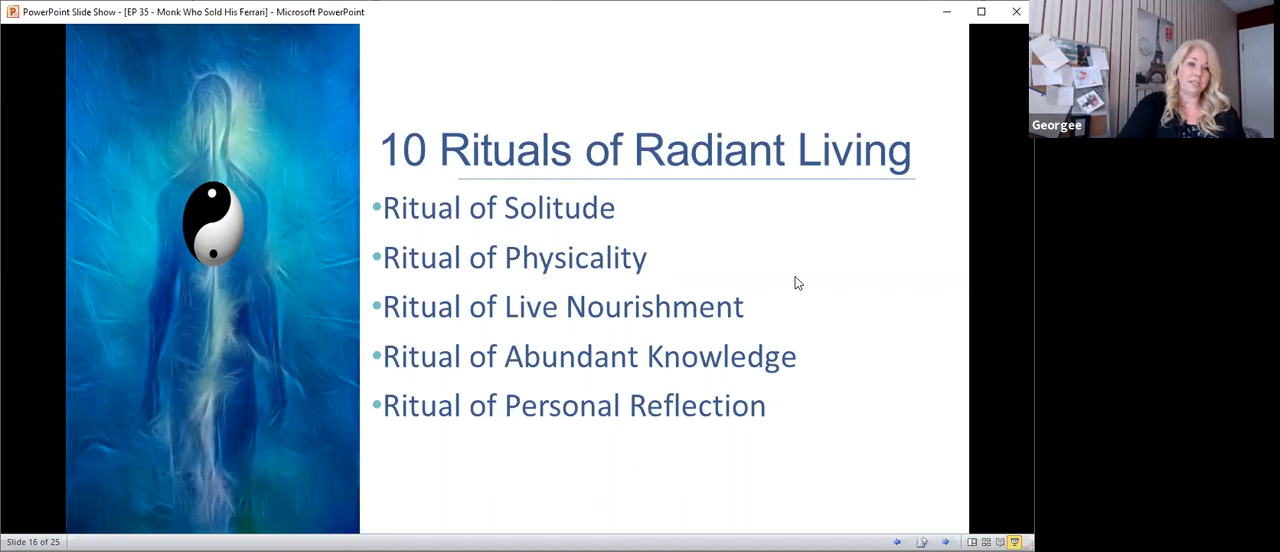 PowerPoint Slide Show - [EP 35 - Monk Who Sold His Ferrari] - Microsoft PowerPoint
Georgee
10 Rituals of Radiant Living
•Ritual of Solitude
•Ritual of Physicality
•Ritual of Live Nourishment
•Ritual of Abundant Knowledge
•Ritual of Personal Reflection
Slide 16 of 25